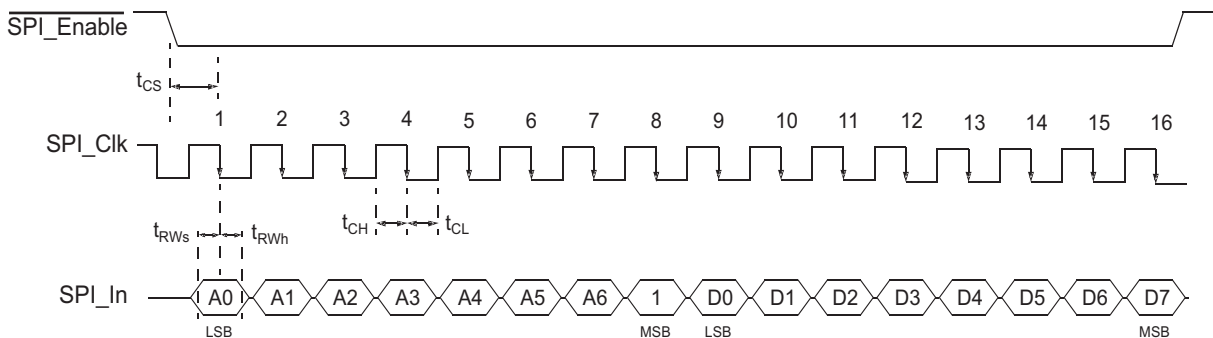 SPI_Enable
tCS
1 2 3 4 5 6 7 8 9 10 11 12 13 14 15 16
SPI_Clk
tRWs tRWh tCH tCL
SPI_In A0 A1 A2 A3 A4 A5 A6 1 D0 D1 D2 D3 D4 D5 D6 D7
LSB MSB LSB MSB